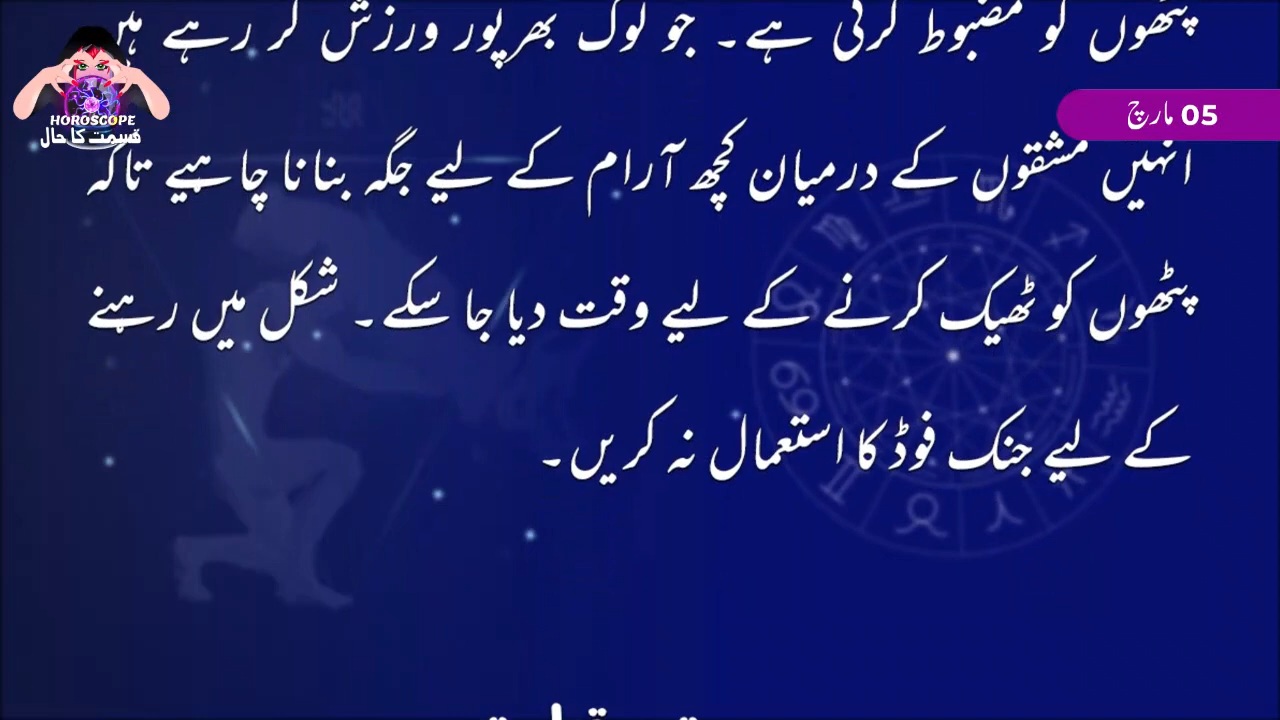 پٹھوں کو مضبوط کرتی ہے۔ جو لوگ بھرپور ورزش کر رہے ہیں
HOROSCOPE
قسمت کا حال
05 مارچ
انہیں مشقوں کے درمیان کچھ آرام کے لیے جگہ بنانا چاہیے تاکہ
پٹھوں کو ٹھیک کرنے کے لیے وقت دیا جا سکے۔ شکل میں رہنے
کے لیے جنک فوڈ کا استعمال نہ کریں۔